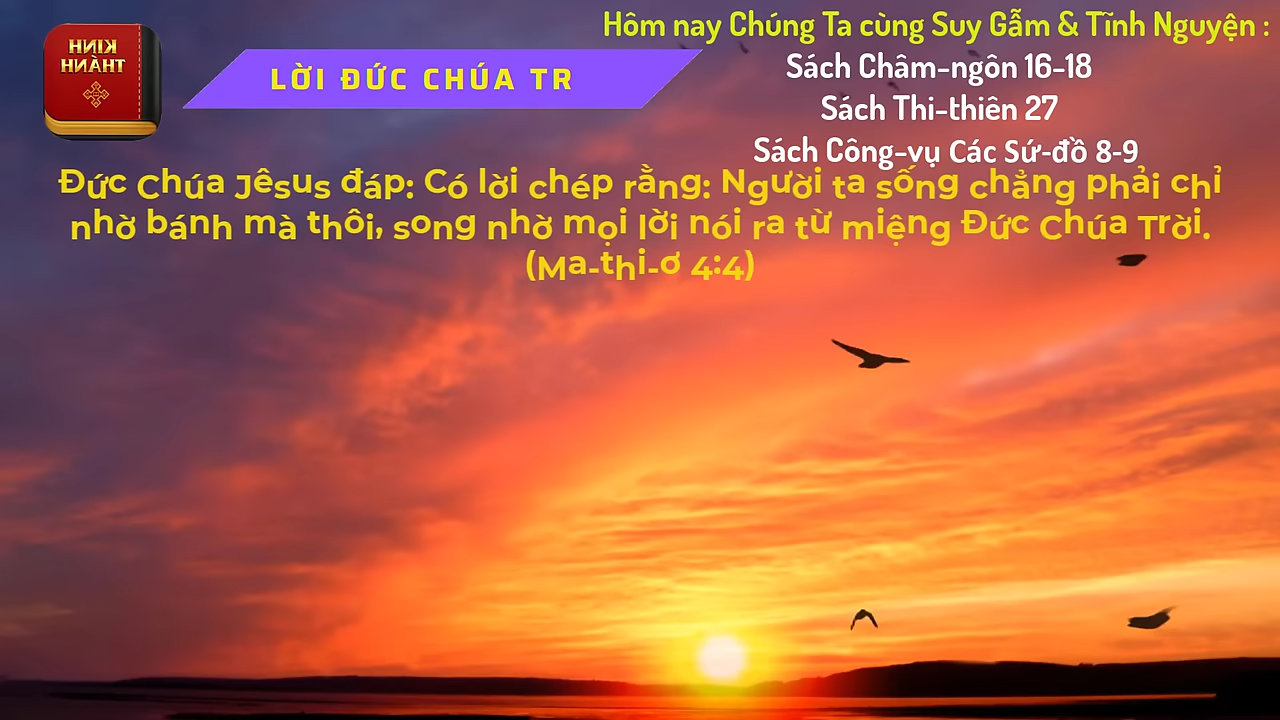 KINH
THÀNH
LỜI ĐỨC CHÚA TR
Hôm nay Chúng Ta cùng Suy Gẫm & Tĩnh Nguyện :
Sách Châm-ngôn 16-18
Sách Thi-thiên 27
Sách Công-vụ Các Sứ-đồ 8-9
Đức Chúa Jêsus đáp: Có lời chép rằng: Người ta sống chẳng phải chỉ
nhờ bánh mà thôi, song nhờ mọi lời nói ra từ miệng Đức Chúa Trời.
(Ma-thi-ơ 4:4)